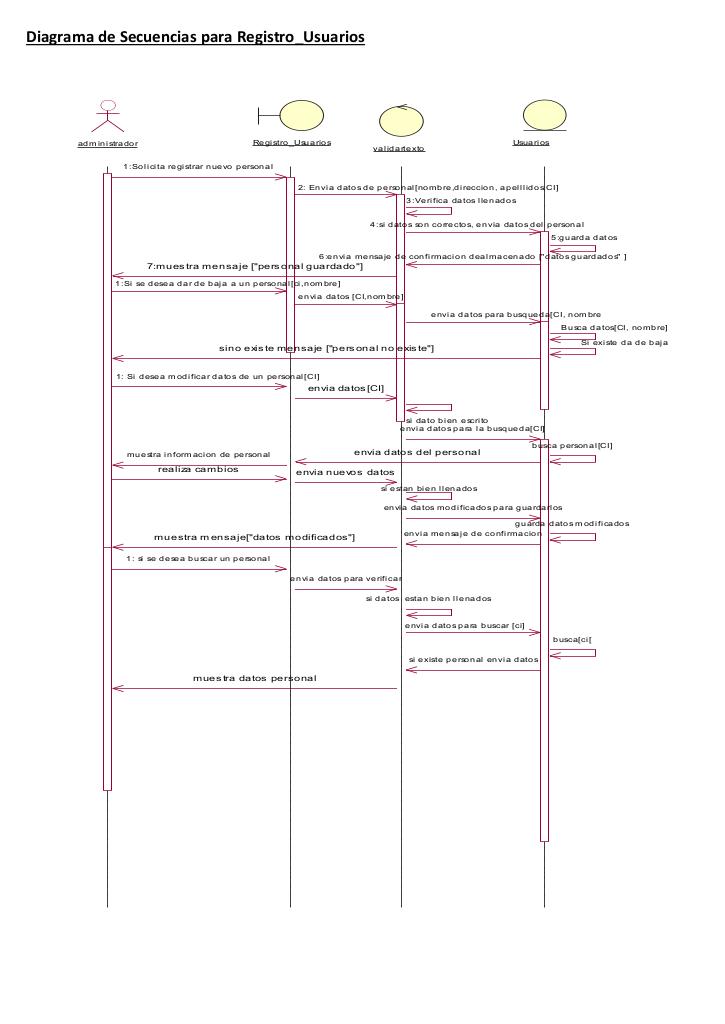 Diagrama de Secuencias para Registro_Usuarios
administrador
Registro_Usuarios
validartexto
Usuarios
1:Solicita registrar nuevo personal
2: Envia datos de personal[nombre,direccion, apelllidos,CI]
3:Verifica datos llenados
4:si datos son correctos, envia datos del personal
5:guarda datos
6:envia mensaje de confirmacion dealmacenado ["datos guardados" ]
7:muestra mensaje ["personal guardado"]
1:Si se desea dar de baja a un personal[ci,nombre]
envia datos [CI,nombre]
envia datos para busqueda[CI, nombre
Busca datos[CI, nombre]
Si existe da de baja
sino existe mensaje ["personal no existe"]
1: Si desea modificar datos de un personal[CI]
envia datos[CI]
si dato bien escrito
envia datos para la busqueda[CI]
busca personal[CI]
envia datos del personal
muestra informacion de personal
realiza cambios
envia nuevos datos
si estan bien llenados
envia datos modificados para guardarlos
guarda datos modificados
envia mensaje de confirmacion
muestra mensaje["datos modificados"]
1: si se desea buscar un personal
envia datos para verificar
si datos estan bien llenados
envia datos para buscar [ci]
busca[ci[
si existe personal envia datos
muestra datos personal